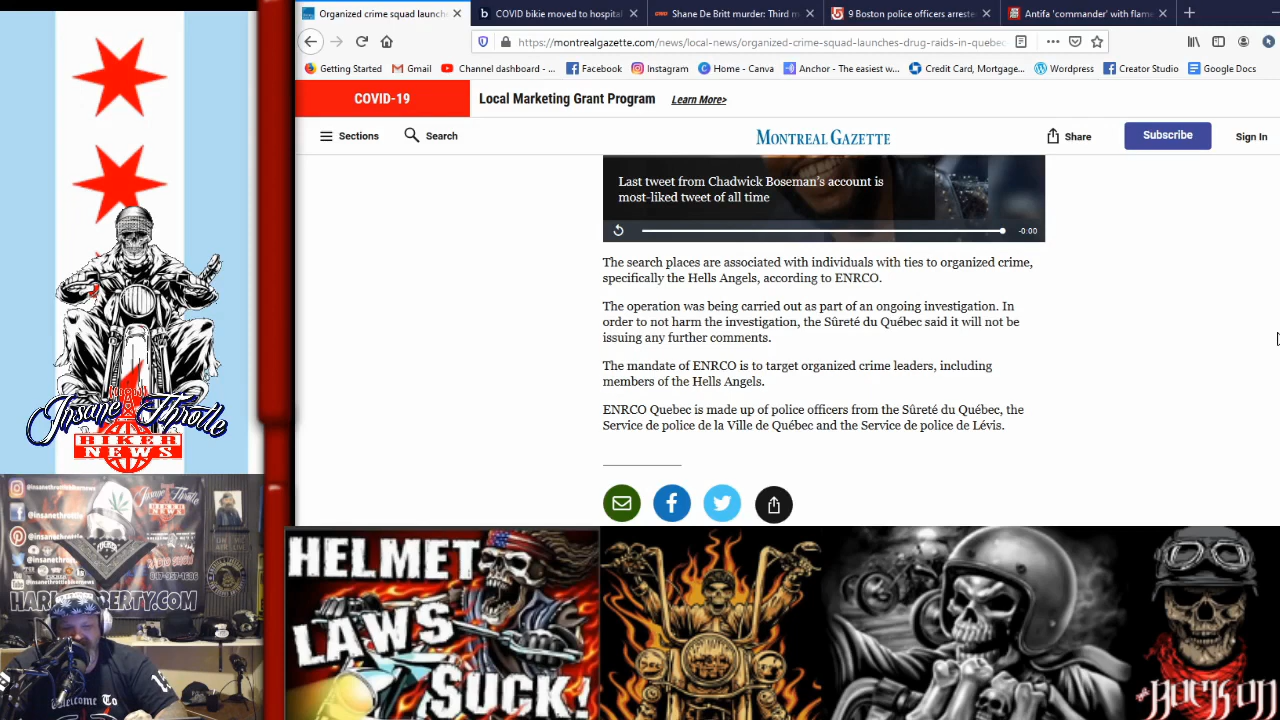 Organized crime squad launch
COVID bikie moved to hospital
Shane De Britt murder: Third m
9 Boston police officers arreste
Antifa 'commander' with flame
https://montrealgazette.com/news/local-news/organized-crime-squad-launches-drug-raids-in-quebec
Getting Started
Gmail
Channel dashboard - ...
Facebook
Instagram
Home - Canva
Anchor - The easiest w...
Credit Card, Mortgage...
Wordpress
Creator Studio
Google Docs
COVID-19
Local Marketing Grant Program
Learn More>
Sections
Search
MONTREAL GAZETTE
Share
Subscribe
Sign In
Last tweet from Chadwick Boseman's account is
most-liked tweet of all time
-0:00
The search places are associated with individuals with ties to organized crime,
specifically the Hells Angels, according to ENRCO.
The operation was being carried out as part of an ongoing investigation. In
order to not harm the investigation, the Sûreté du Québec said it will not be
issuing any further comments.
The mandate of ENRCO is to target organized crime leaders, including
members of the Hells Angels.
ENRCO Quebec is made up of police officers from the Sûreté du Québec, the
Service de police de la Ville de Québec and the Service de police de Lévis.
Insane Throttle
BIKER
NEWS
@insanethrottlebikernews
@insanethrottle
@insanethrottlebikernews
HELMET
LAWS
SUCK!